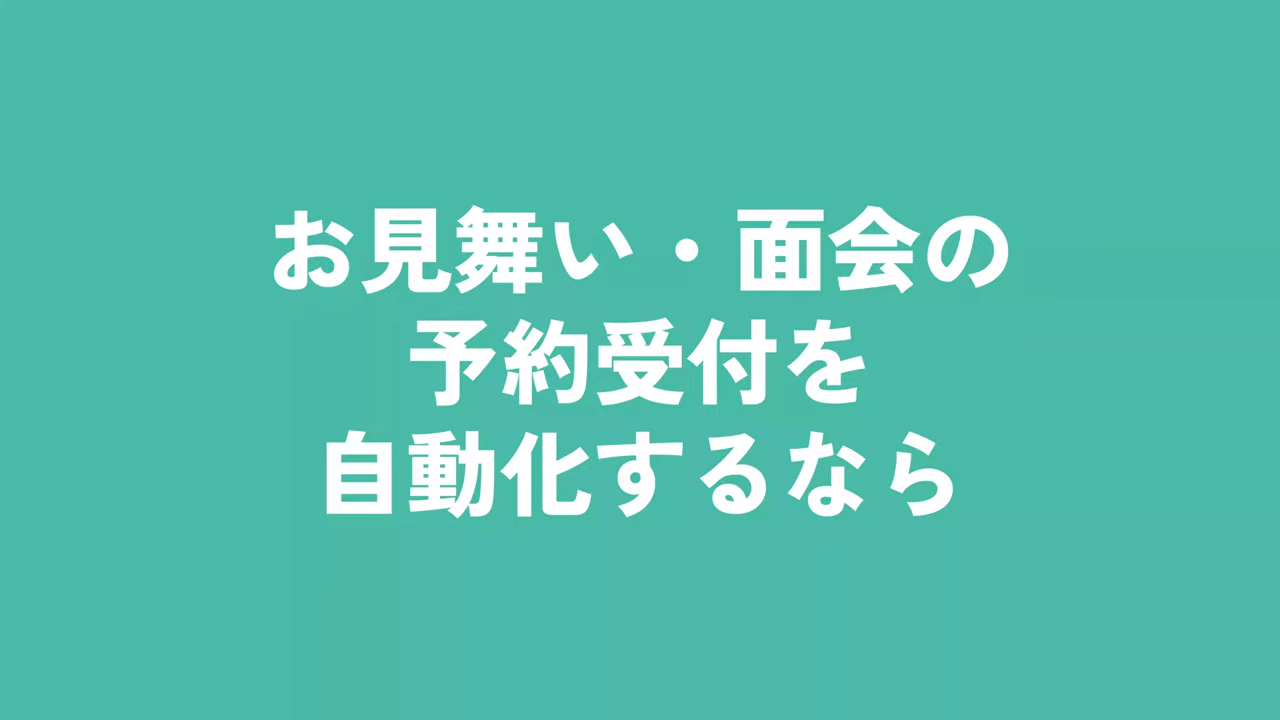 お見舞い・面会の
予約受付を
自動化するなら